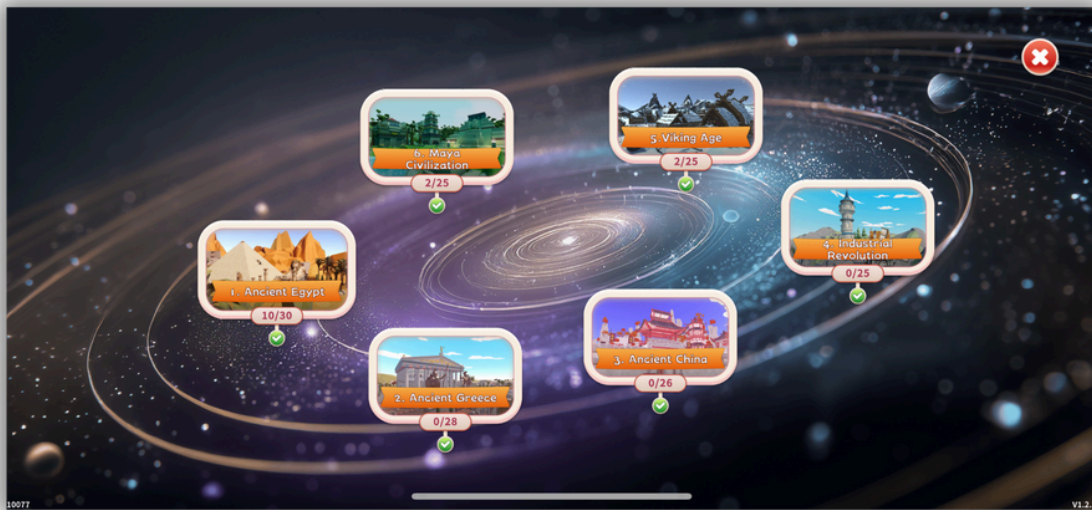 6. Maya
Civilization
2/25
5. Viking Age
2/25
4. Industrial
Revolution
0/25
1. Ancient Egypt
10/30
3. Ancient China
0/26
2. Ancient Greece
0/28
10077
V1.2.